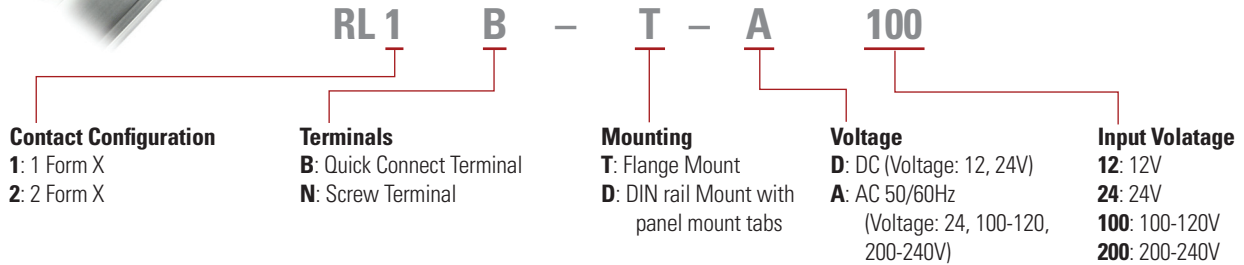 RL 1 B – T – A 100
Contact Configuration
1: 1 Form X
2: 2 Form X
Terminals
B: Quick Connect Terminal
N: Screw Terminal
Mounting
T: Flange Mount
D: DIN rail Mount with
panel mount tabs
Voltage
D: DC (Voltage: 12, 24V)
A: AC 50/60Hz
(Voltage: 24, 100-120,
200-240V)
Input Volatage
12: 12V
24: 24V
100: 100-120V
200: 200-240V